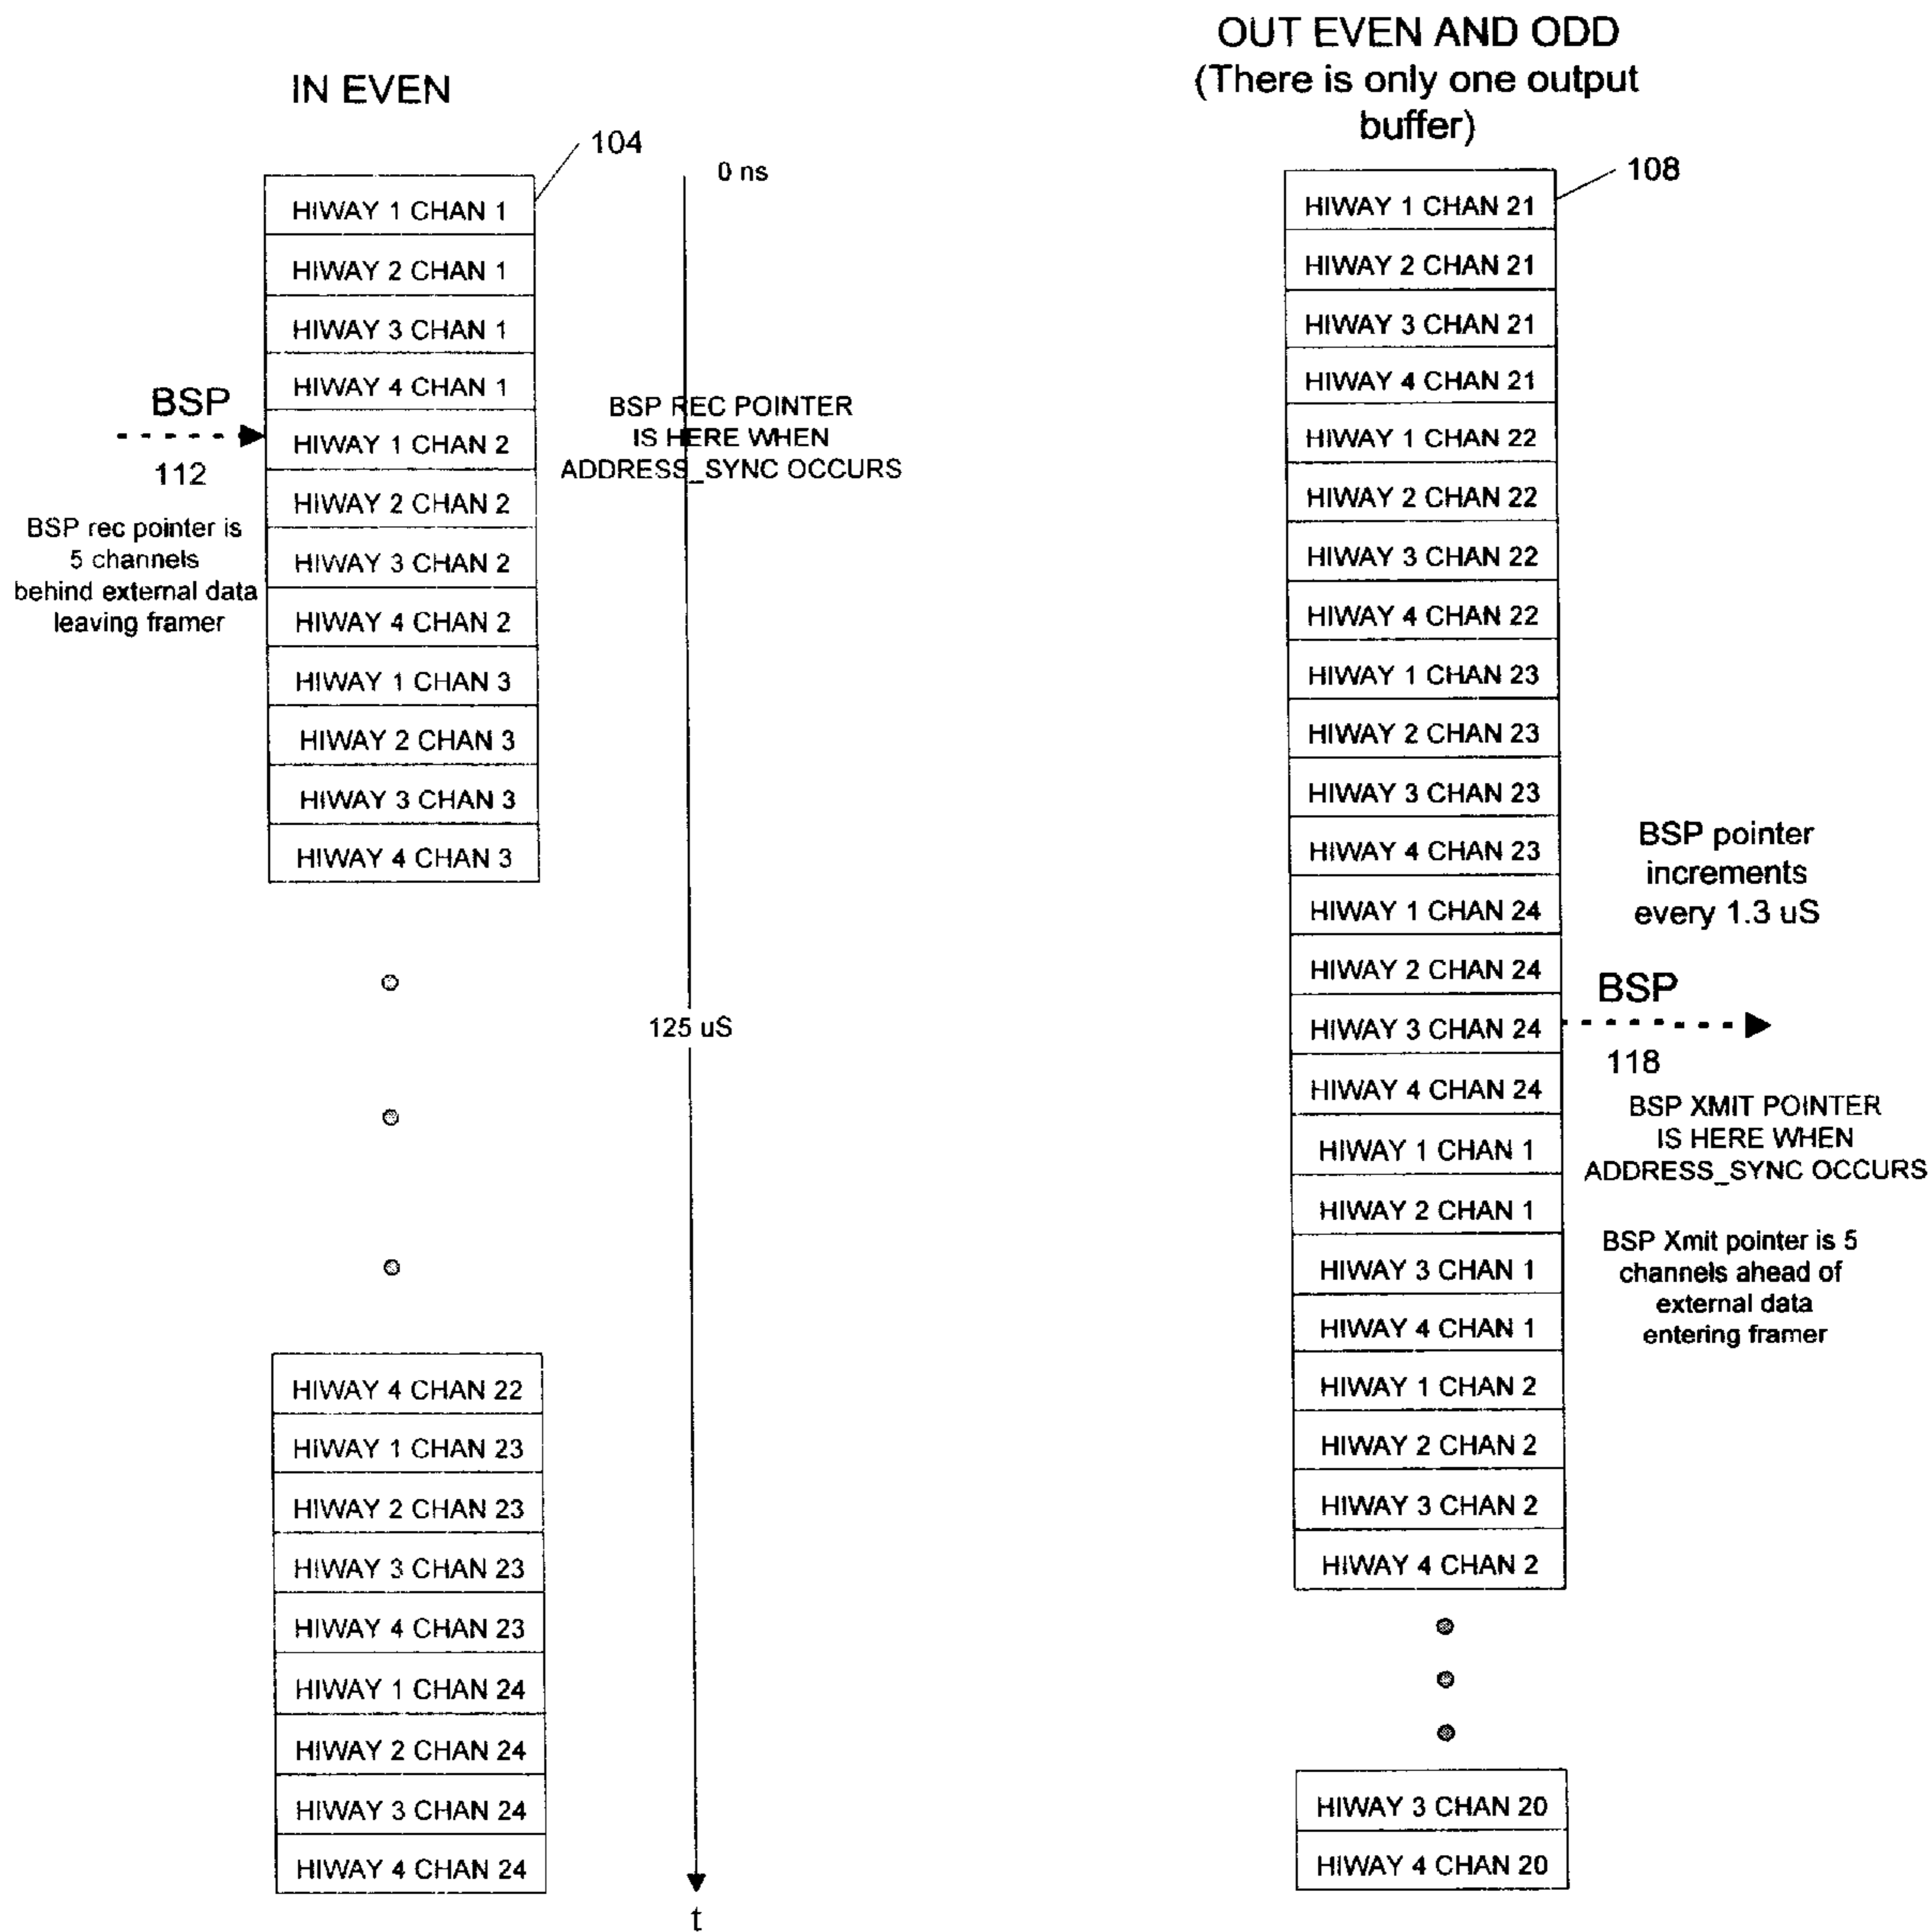 IN EVEN
104
HIWAY 1 CHAN 1
HIWAY 2 CHAN 1
HIWAY 3 CHAN 1
HIWAY 4 CHAN 1
HIWAY 1 CHAN 2
HIWAY 2 CHAN 2
HIWAY 3 CHAN 2
HIWAY 4 CHAN 2
HIWAY 1 CHAN 3
HIWAY 2 CHAN 3
HIWAY 3 CHAN 3
HIWAY 4 CHAN 3
HIWAY 4 CHAN 22
HIWAY 1 CHAN 23
HIWAY 2 CHAN 23
HIWAY 3 CHAN 23
HIWAY 4 CHAN 23
HIWAY 1 CHAN 24
HIWAY 2 CHAN 24
HIWAY 3 CHAN 24
HIWAY 4 CHAN 24
BSP
112
BSP rec pointer is
5 channels
behind external data
leaving framer
0 ns
BSP REC POINTER
IS HERE WHEN
ADDRESS_SYNC OCCURS
125 uS
t
OUT EVEN AND ODD
(There is only one output
buffer)
108
HIWAY 1 CHAN 21
HIWAY 2 CHAN 21
HIWAY 3 CHAN 21
HIWAY 4 CHAN 21
HIWAY 1 CHAN 22
HIWAY 2 CHAN 22
HIWAY 3 CHAN 22
HIWAY 4 CHAN 22
HIWAY 1 CHAN 23
HIWAY 2 CHAN 23
HIWAY 3 CHAN 23
HIWAY 4 CHAN 23
HIWAY 1 CHAN 24
HIWAY 2 CHAN 24
HIWAY 3 CHAN 24
HIWAY 4 CHAN 24
HIWAY 1 CHAN 1
HIWAY 2 CHAN 1
HIWAY 3 CHAN 1
HIWAY 4 CHAN 1
HIWAY 1 CHAN 2
HIWAY 2 CHAN 2
HIWAY 3 CHAN 2
HIWAY 4 CHAN 2
HIWAY 3 CHAN 20
HIWAY 4 CHAN 20
BSP pointer
increments
every 1.3 uS
BSP
118
BSP XMIT POINTER
IS HERE WHEN
ADDRESS_SYNC OCCURS
BSP Xmit pointer is 5
channels ahead of
external data
entering framer